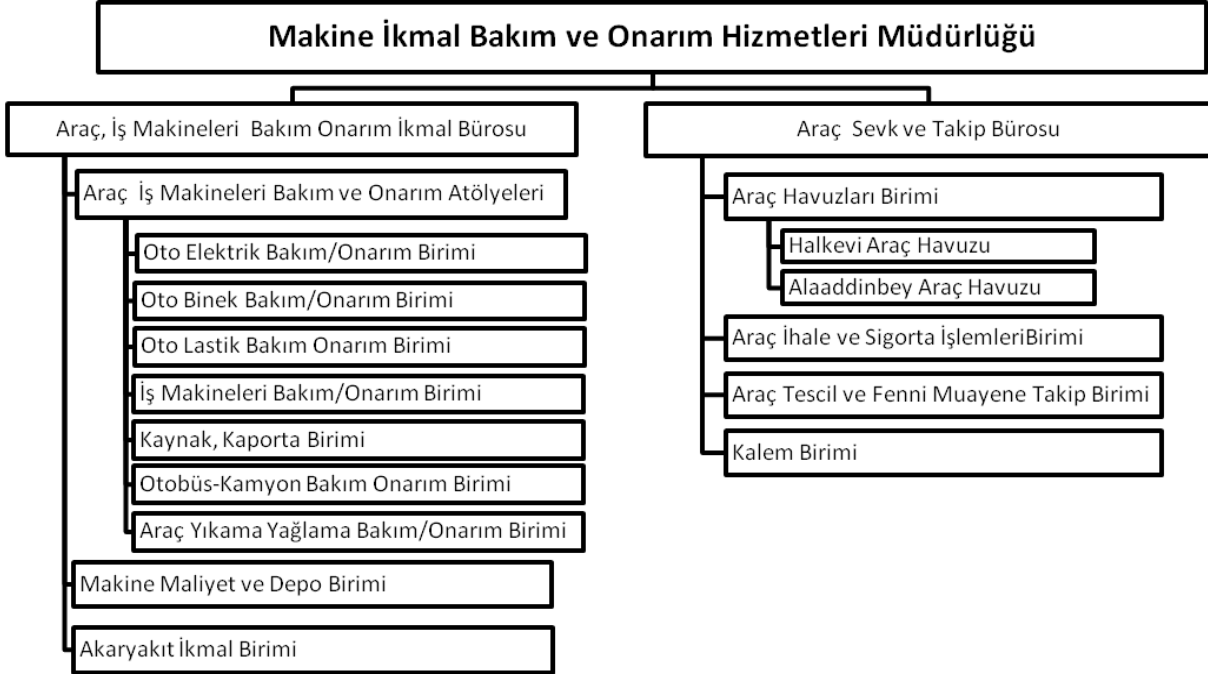 Makine İkmal Bakım ve Onarım Hizmetleri Müdürlüğü
Araç, İş Makineleri Bakım Onarım İkmal Bürosu
Araç İş Makineleri Bakım ve Onarım Atölyeleri
Oto Elektrik Bakım/Onarım Birimi
Oto Binek Bakım/Onarım Birimi
Oto Lastik Bakım Onarım Birimi
İş Makineleri Bakım/Onarım Birimi
Kaynak, Kaporta Birimi
Otobüs-Kamyon Bakım Onarım Birimi
Araç Yıkama Yağlama Bakım/Onarım Birimi
Makine Maliyet ve Depo Birimi
Akaryakıt İkmal Birimi
Araç Sevk ve Takip Bürosu
Araç Havuzları Birimi
Halkevi Araç Havuzu
Alaaddinbey Araç Havuzu
Araç İhale ve Sigorta İşlemleriBirimi
Araç Tescil ve Fenni Muayene Takip Birimi
Kalem Birimi